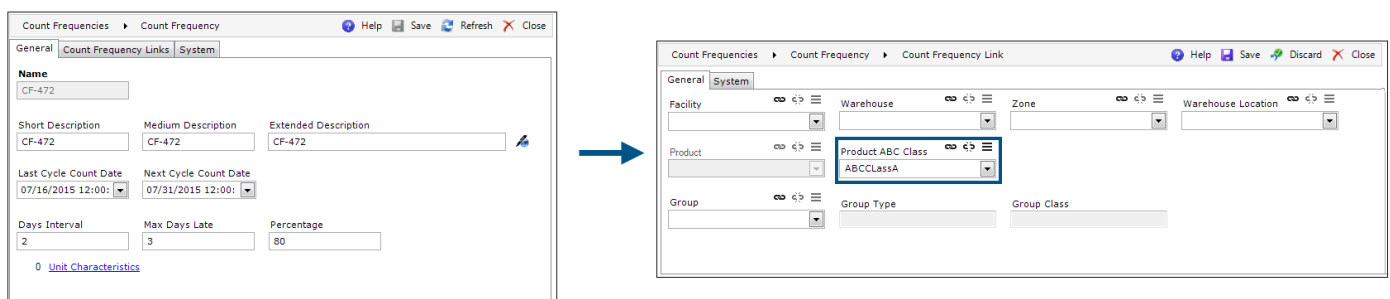 Count Frequencies Count Frequency Help Save Refresh Close
General Count Frequency Links System
Name
CF-472
Short Description Medium Description Extended Description
CF-472 CF-472 CF-472
Last Cycle Count Date Next Cycle Count Date
07/16/2015 12:00: 07/31/2015 12:00:
Days Interval Max Days Late Percentage
2 3 80
0 Unit Characteristics
Count Frequencies Count Frequency Count Frequency Link Help Save Discard Close
General System
Facility Warehouse Zone Warehouse Location
Product Product ABC Class
ABCCLassA
Group Group Type Group Class